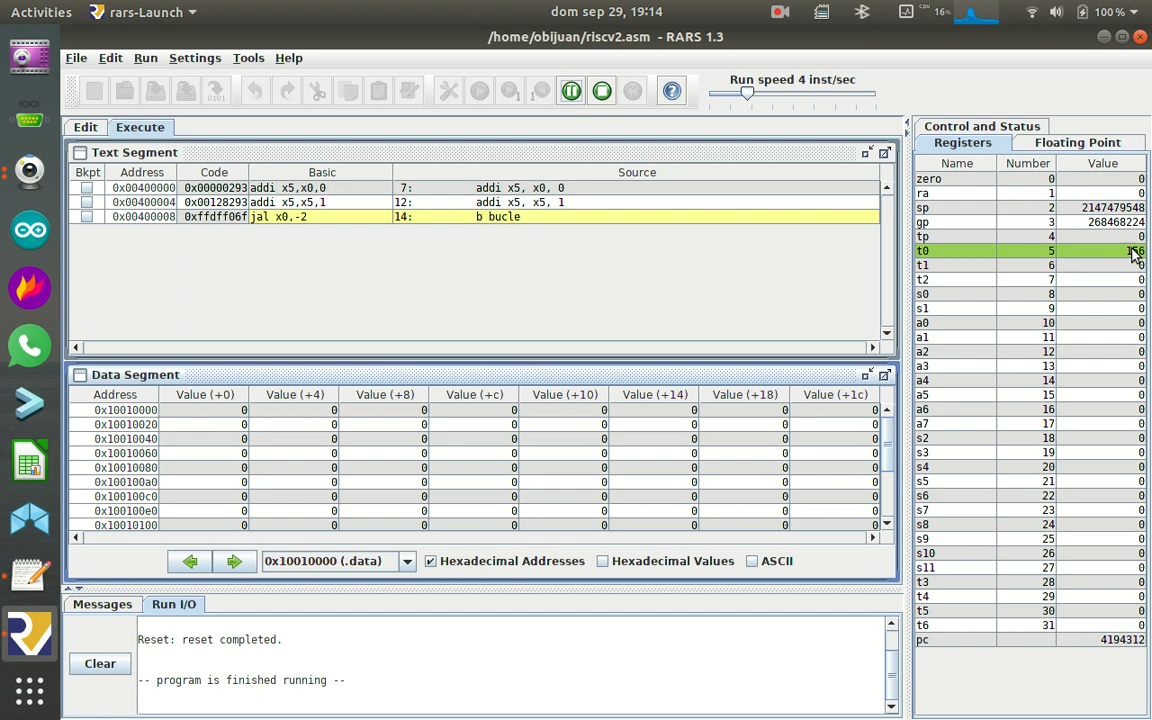 Activities rars-Launch dom sep 29, 19:14 cpu 16% 100%
/home/obijuan/riscv2.asm - RARS 1.3
File Edit Run Settings Tools Help
Run speed 4 inst/sec
Edit Execute
Text Segment
Bkpt Address Code Basic Source
0x00400000 0x00000293 addi x5,x0,0 7: addi x5, x0, 0
0x00400004 0x00128293 addi x5,x5,1 12: addi x5, x5, 1
0x00400008 0xffdff06f jal x0,-2 14: b bucle
Data Segment
Address Value (+0) Value (+4) Value (+8) Value (+c) Value (+10) Value (+14) Value (+18) Value (+1c)
0x10010000 0 0 0 0 0 0 0 0
0x10010020 0 0 0 0 0 0 0 0
0x10010040 0 0 0 0 0 0 0 0
0x10010060 0 0 0 0 0 0 0 0
0x10010080 0 0 0 0 0 0 0 0
0x100100a0 0 0 0 0 0 0 0 0
0x100100c0 0 0 0 0 0 0 0 0
0x100100e0 0 0 0 0 0 0 0 0
0x10010100 0 0 0 0 0 0 0 0
0x10010000 (.data) Hexadecimal Addresses Hexadecimal Values ASCII
Messages Run I/O
Reset: reset completed.
Clear
-- program is finished running --
Control and Status
Registers Floating Point
Name Number Value
zero 0 0
ra 1 0
sp 2 2147479548
gp 3 268468224
tp 4 0
t0 5 156
t1 6 0
t2 7 0
s0 8 0
s1 9 0
a0 10 0
a1 11 0
a2 12 0
a3 13 0
a4 14 0
a5 15 0
a6 16 0
a7 17 0
s2 18 0
s3 19 0
s4 20 0
s5 21 0
s6 22 0
s7 23 0
s8 24 0
s9 25 0
s10 26 0
s11 27 0
t3 28 0
t4 29 0
t5 30 0
t6 31 0
pc 4194312